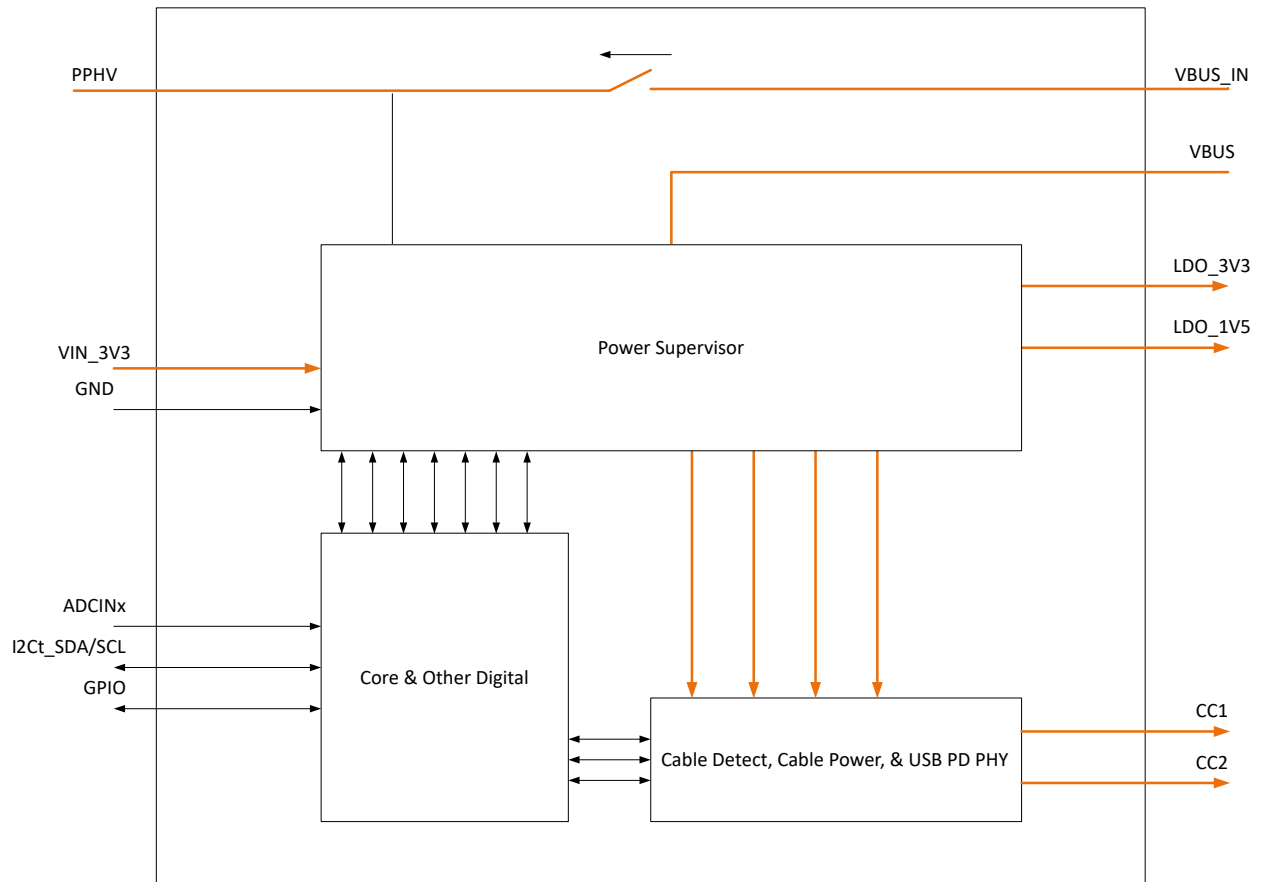 PPHV
VBUS_IN
VBUS
LDO_3V3
LDO_1V5
Power Supervisor
VIN_3V3
GND
ADCINx
I2Ct_SDA/SCL
GPIO
Core & Other Digital
CC1
Cable Detect, Cable Power, & USB PD PHY
CC2